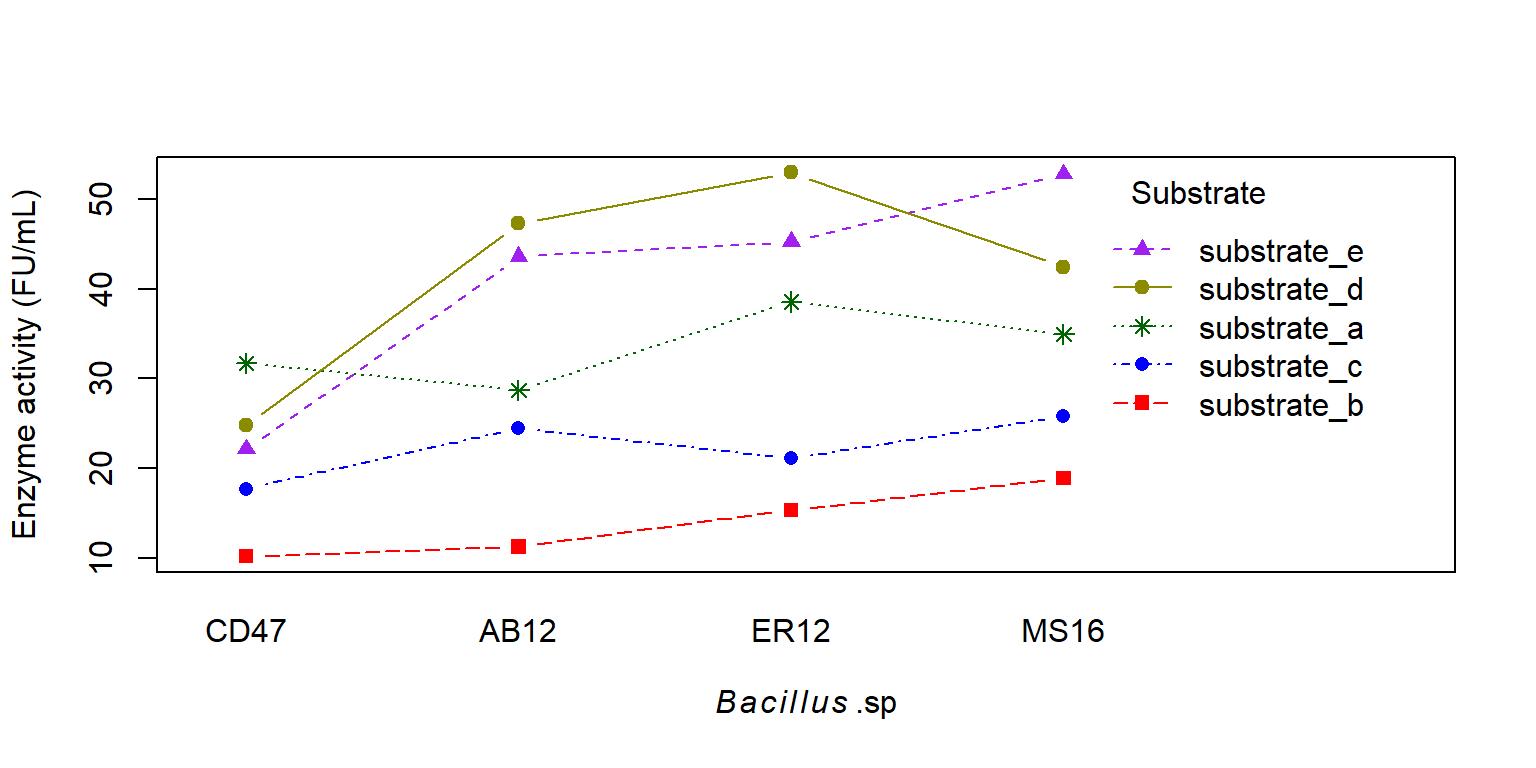 Enzyme activity (FU/mL)
50
40
30
20
10
Substrate
substrate_e
substrate_d
substrate_a
substrate_c
substrate_b
CD47 AB12 ER12 MS16
Bacillus .sp